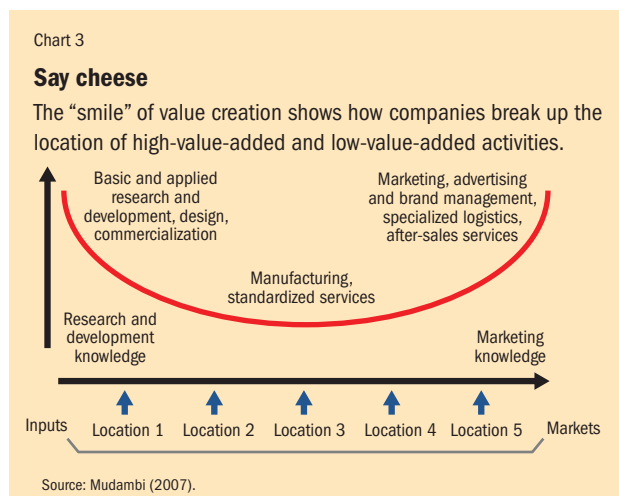 Chart 3
Say cheese
The “smile” of value creation shows how companies break up the
location of high-value-added and low-value-added activities.
Basic and applied
research and
development, design,
commercialization
Marketing, advertising
and brand management,
specialized logistics,
after-sales services
Manufacturing,
standardized services
Research and
development
knowledge
Marketing
knowledge
Inputs
Location 1
Location 2
Location 3
Location 4
Location 5
Markets
Source: Mudambi (2007).